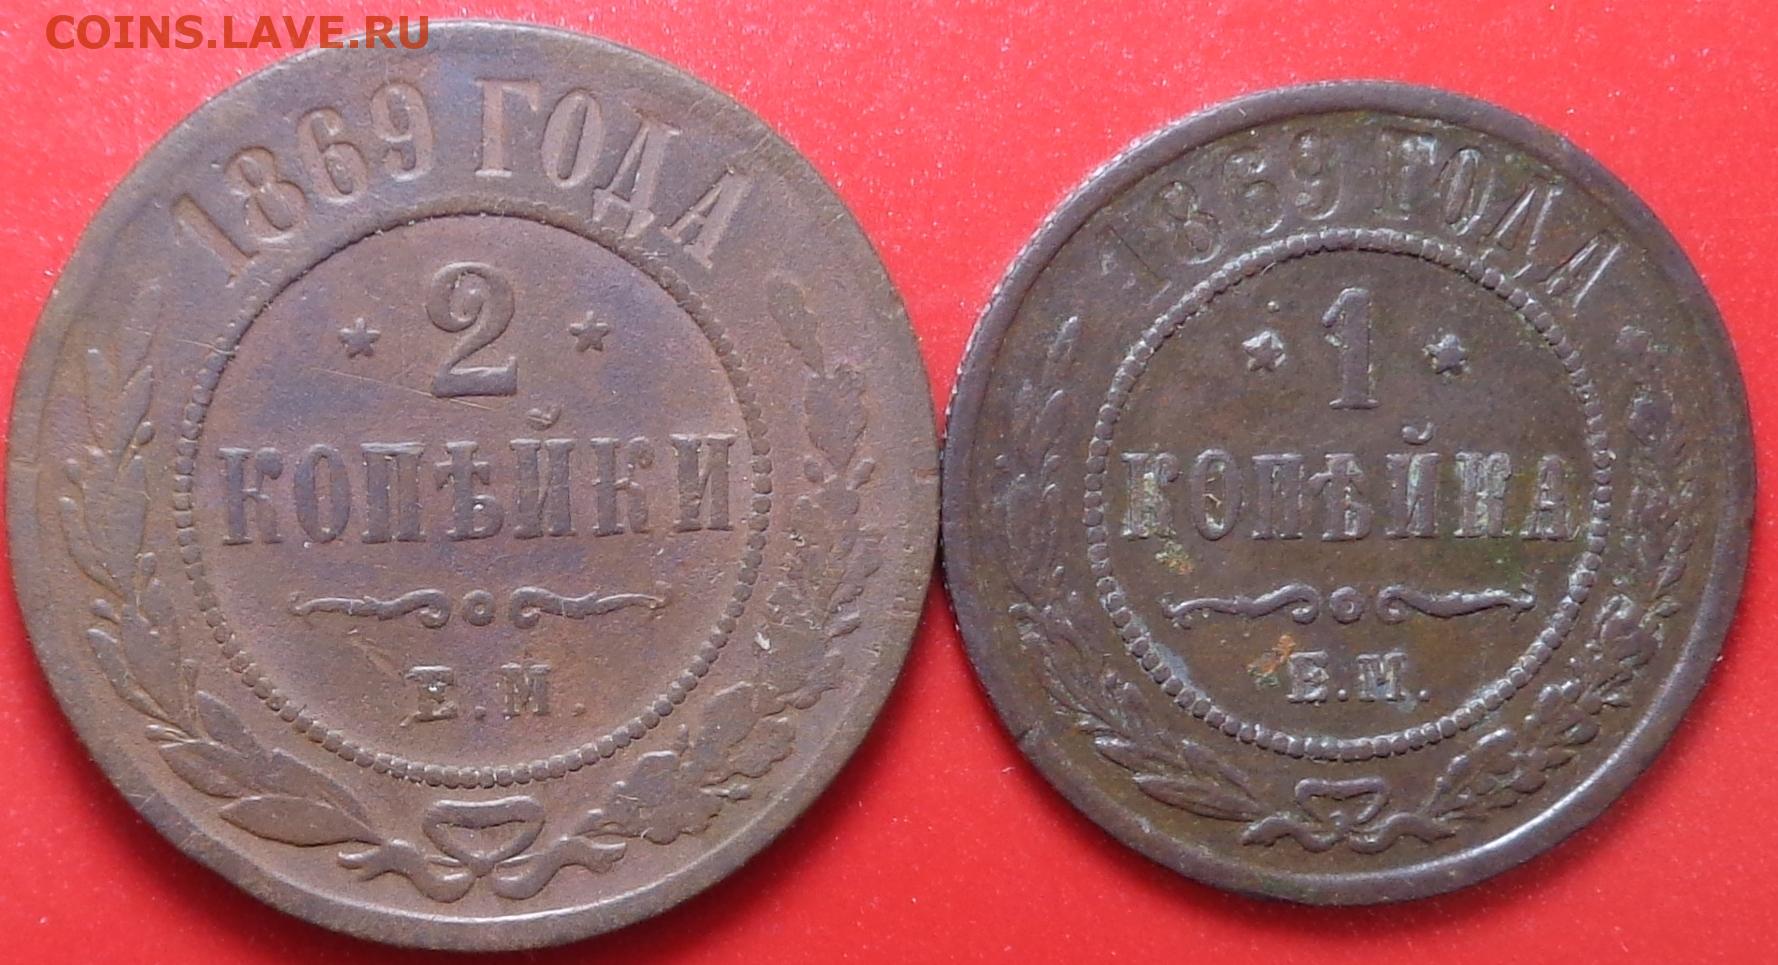 COINS.LAVE.RU
1869 ГОДА
2
КОПѢЙКИ
Е.М.
1869 ГОДА
1
КОПѢЙКА
Е.М.